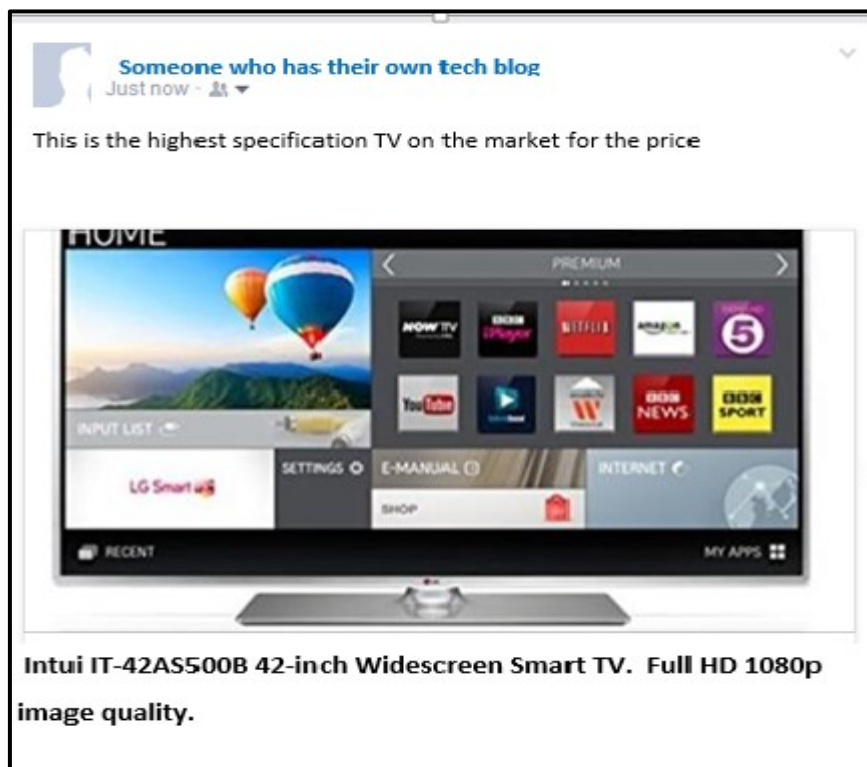 Someone who has their own tech blog
Just now
This is the highest specification TV on the market for the price
HOME
PREMIUM
NOW TV
BBC
iPlayer
NETFLIX
amazon
5
YouTube
BBC
NEWS
BBC
SPORT
INPUT LIST
SETTINGS
E-MANUAL
INTERNET
LG Smart
SHOP
RECENT
MY APPS
Intui IT-42AS500B 42-inch Widescreen Smart TV. Full HD 1080p
image quality.